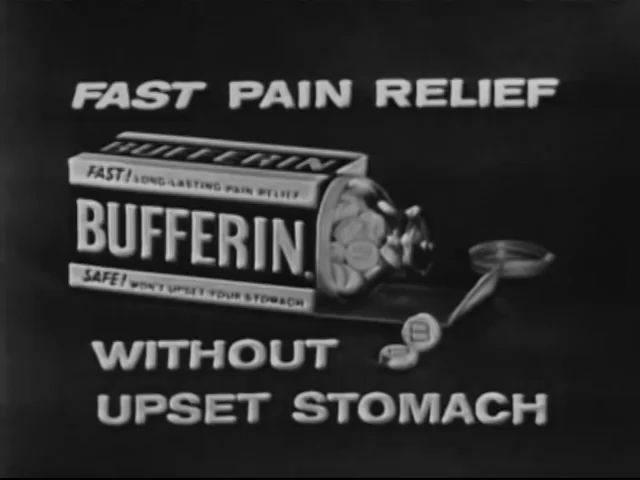 FAST PAIN RELIEF
BUFFERIN
FAST! LONG-LASTING PAIN RELIEF
BUFFERIN
SAFE! WON'T UPSET YOUR STOMACH
B
WITHOUT
UPSET STOMACH